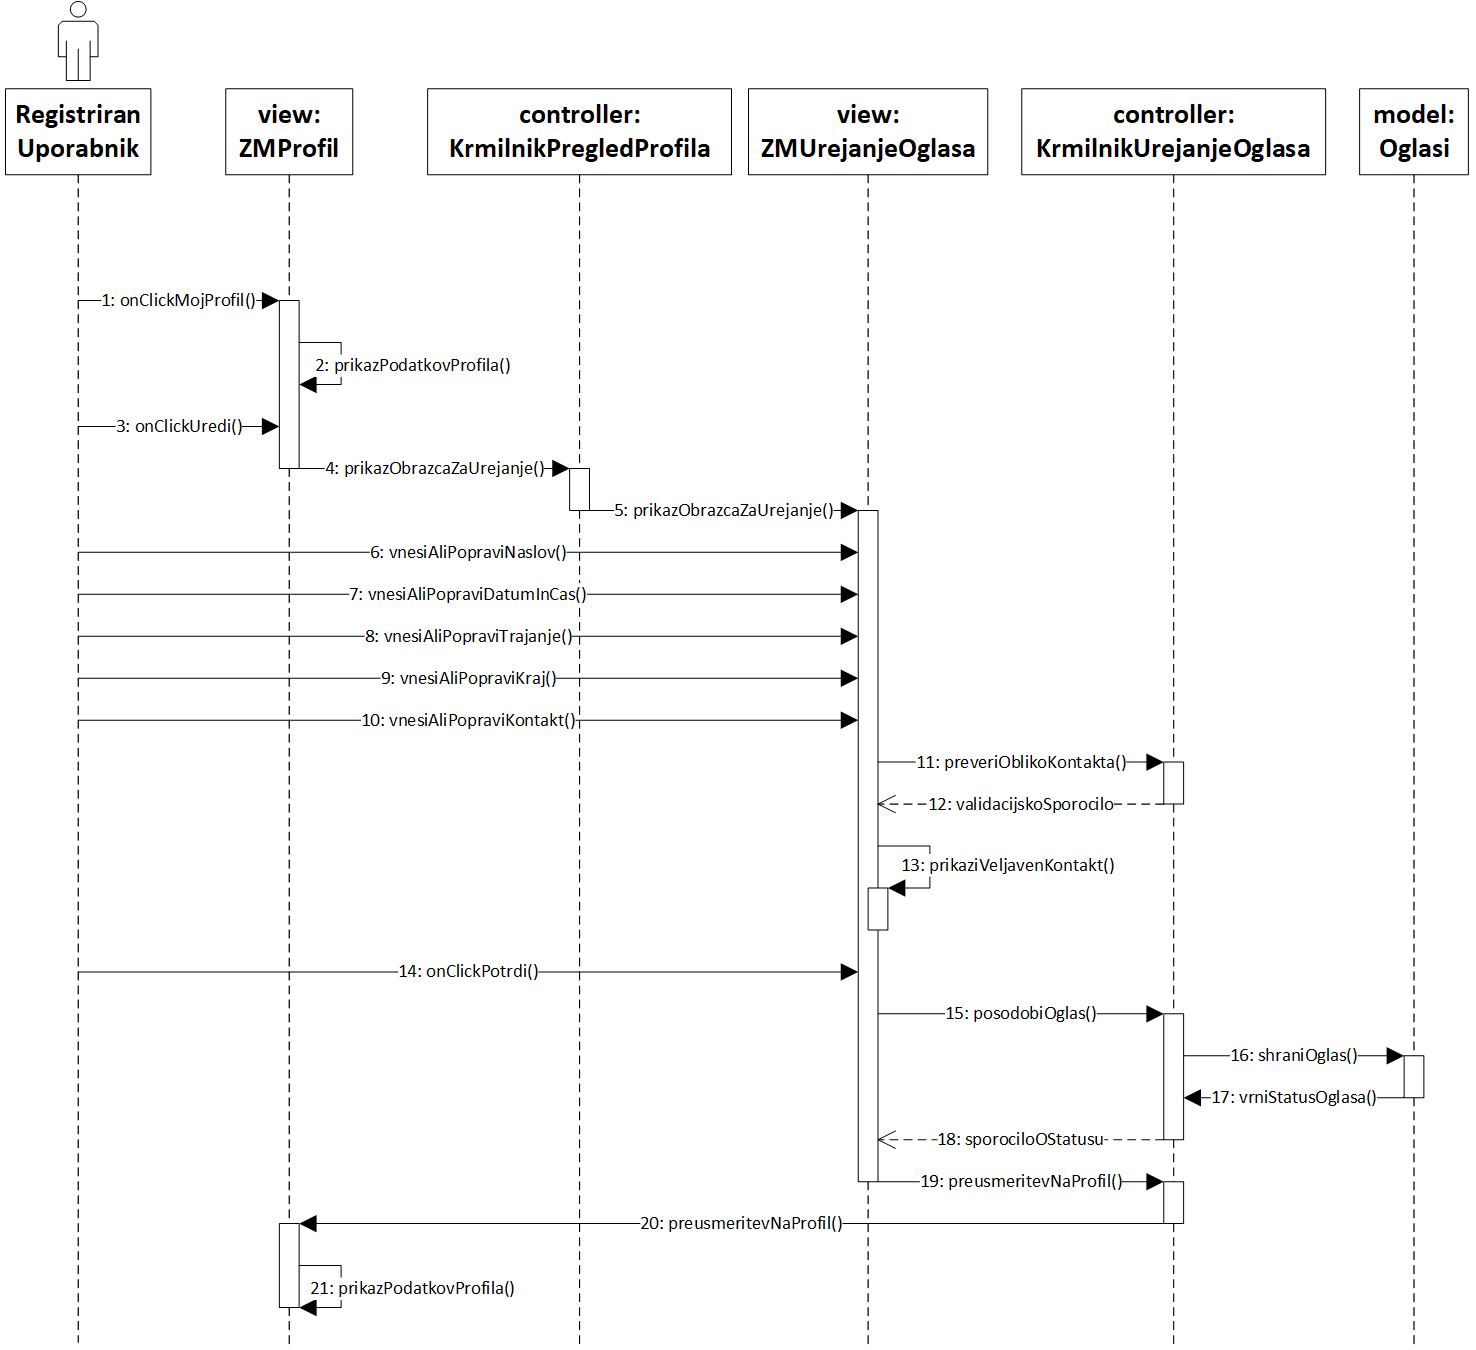 Registriran
Uporabnik
view:
ZMProfil
controller:
KrmilnikPregledProfila
view:
ZMUrejanjeOglasa
controller:
KrmilnikUrejanjeOglasa
model:
Oglasi
1: onClickMojProfil()
2: prikazPodatkovProfila()
3: onClickUredi()
4: prikazObrazcaZaUrejanje()
5: prikazObrazcaZaUrejanje()
6: vnesiAliPopraviNaslov()
7: vnesiAliPopraviDatumInCas()
8: vnesiAliPopraviTrajanje()
9: vnesiAliPopraviKraj()
10: vnesiAliPopraviKontakt()
11: preveriOblikoKontakta()
12: validacijskoSporocilo
13: prikaziVeljavenKontakt()
14: onClickPotrdi()
15: posodobiOglas()
16: shraniOglas()
17: vrniStatusOglasa()
18: sporociloOStatusu
19: preusmeritevNaProfil()
20: preusmeritevNaProfil()
21: prikazPodatkovProfila()